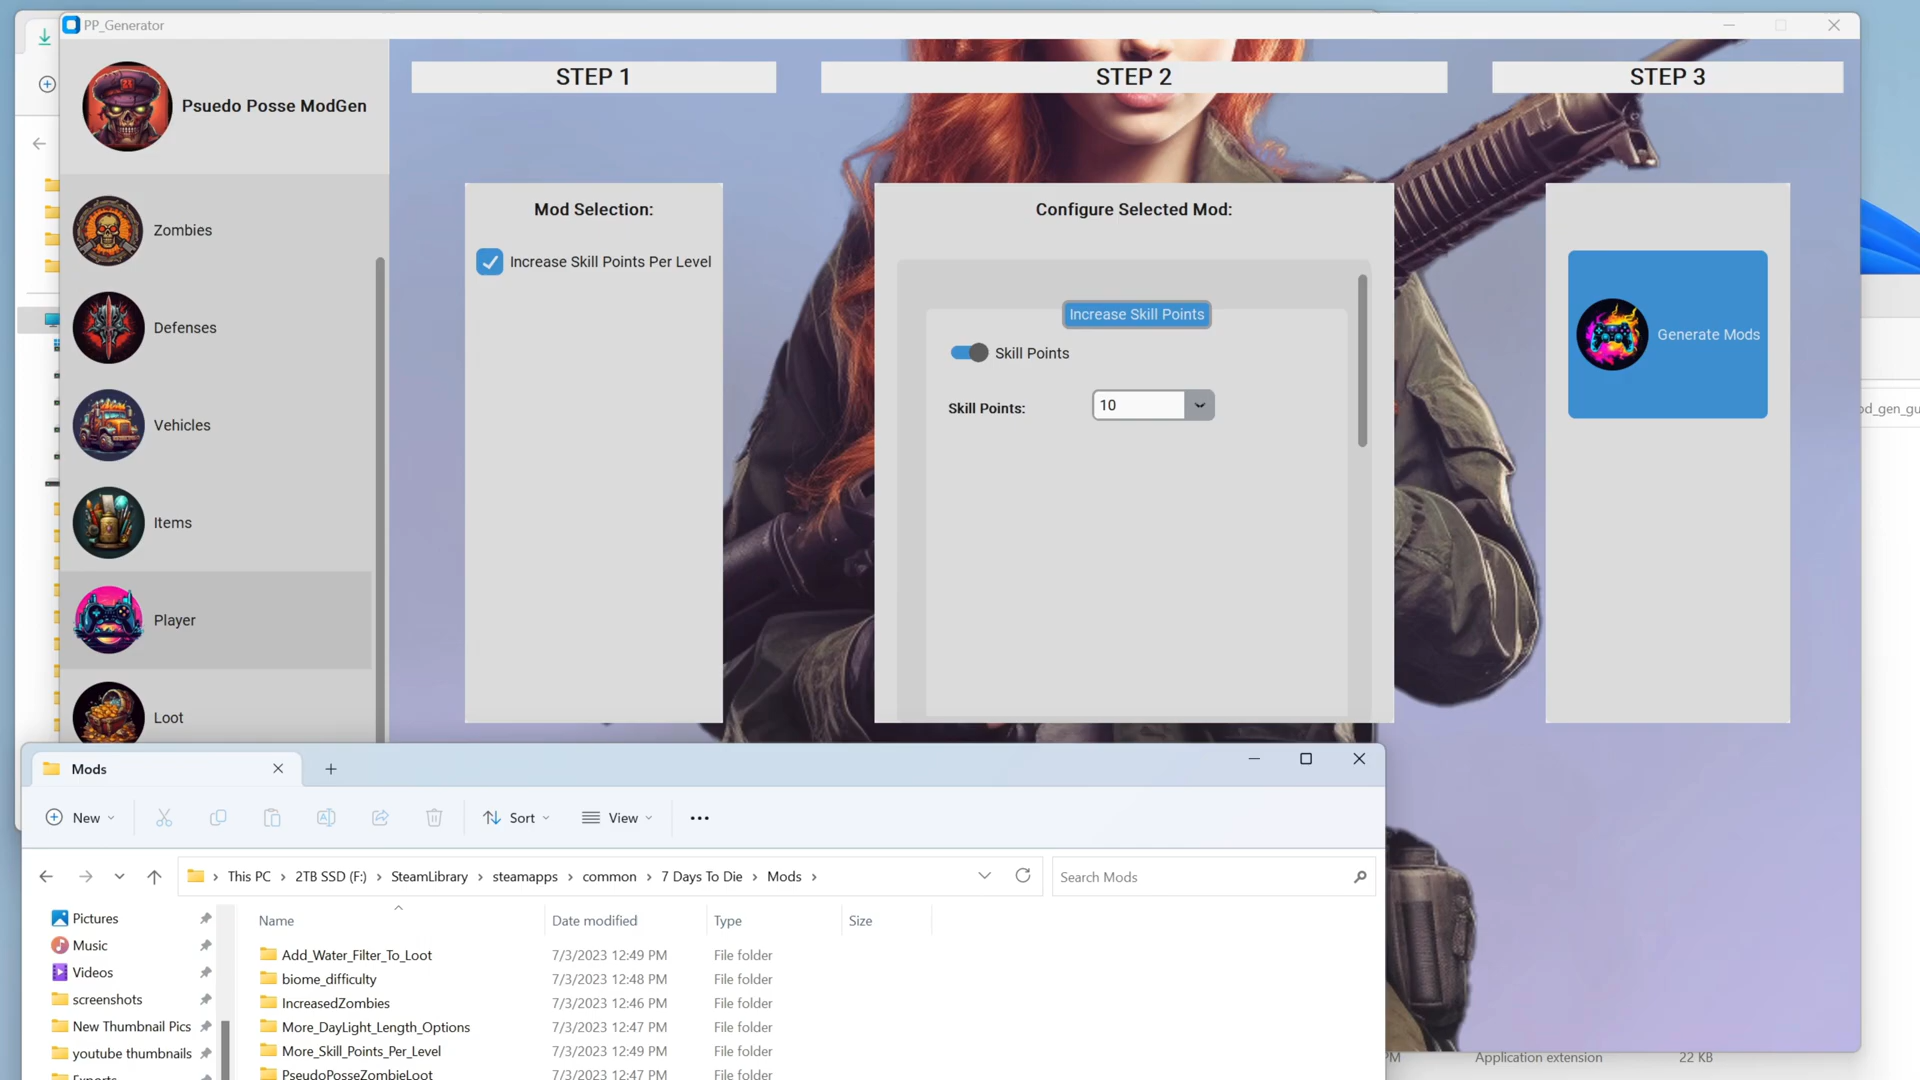 PP_Generator
Psuedo Posse ModGen
Zombies
Defenses
Vehicles
Items
Player
Loot
STEP 1
Mod Selection:
Increase Skill Points Per Level
STEP 2
Configure Selected Mod:
Increase Skill Points
Skill Points
Skill Points:
10
STEP 3
Generate Mods
Mods
New
Sort
View
This PC
2TB SSD (F:)
SteamLibrary
steamapps
common
7 Days To Die
Mods
Search Mods
Pictures
Music
Videos
screenshots
New Thumbnail Pics
youtube thumbnails
Name Date modified Type Size
Add_Water_Filter_To_Loot 7/3/2023 12:49 PM File folder
biome_difficulty 7/3/2023 12:48 PM File folder
IncreasedZombies 7/3/2023 12:46 PM File folder
More_DayLight_Length_Options 7/3/2023 12:47 PM File folder
More_Skill_Points_Per_Level 7/3/2023 12:49 PM File folder
PseudoPosseZombieLoot 7/3/2023 12:47 PM File folder
PM Application extension 22 KB